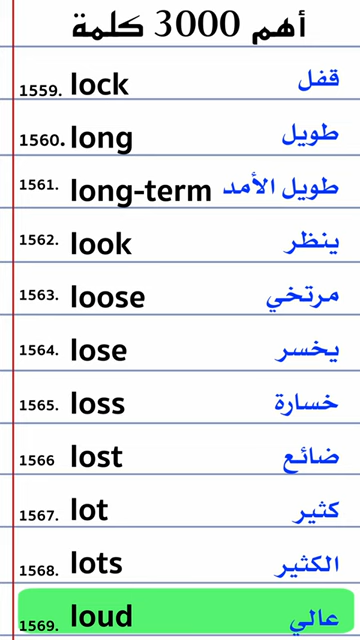 أهم 3000 كلمة
1559. lock قفل
1560. long طويل
1561. long-term طويل الأمد
1562. look ينظر
1563. loose مرتخي
1564. lose يخسر
1565. loss خسارة
1566 lost ضائع
1567. lot كثير
1568. lots الكثير
1569. loud عالي